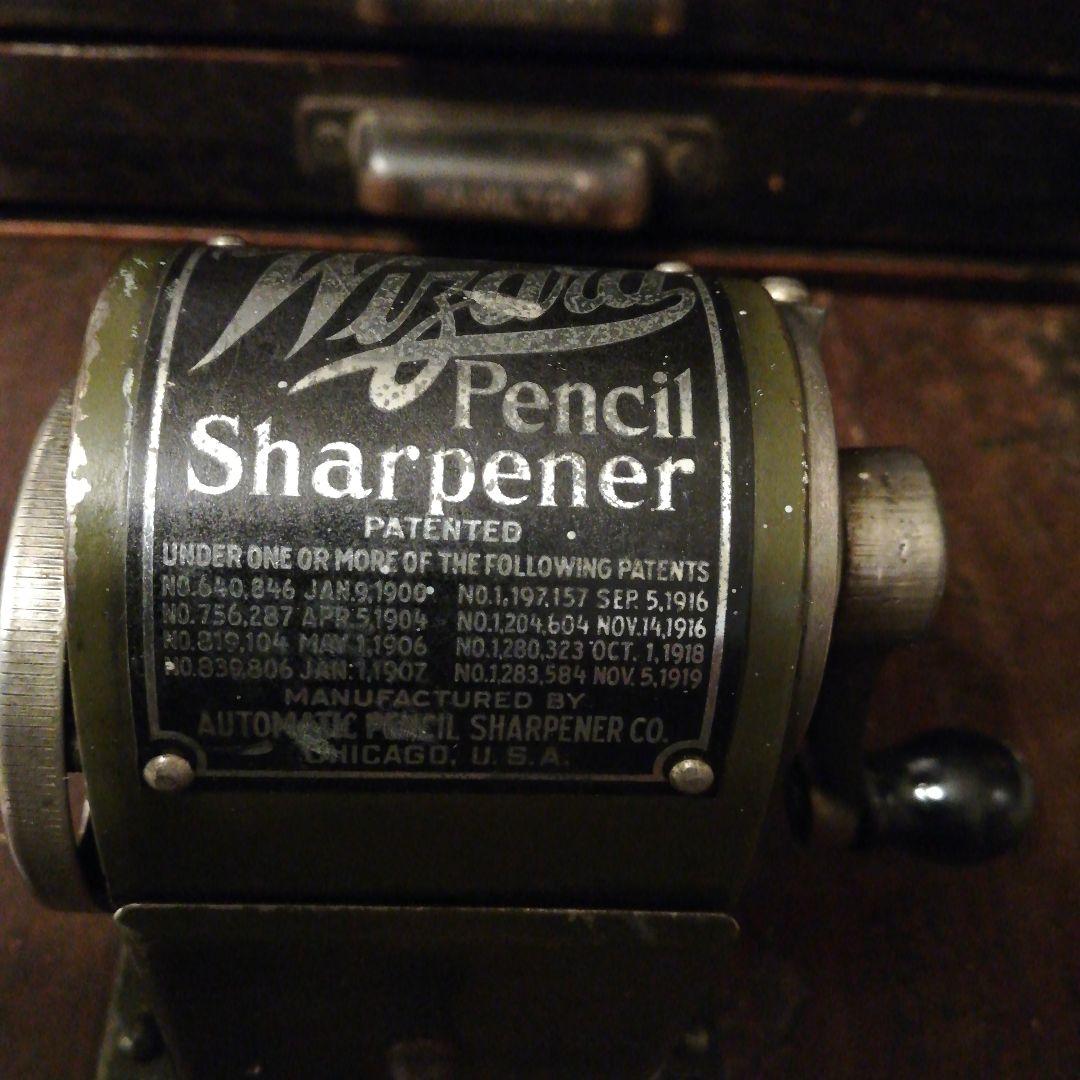 Wizard
Pencil
Sharpener
PATENTED
UNDER ONE OR MORE OF THE FOLLOWING PATENTS
NO.640,846 JAN.9,1900 NO.1,197,157 SEP.5,1916
NO.756,287 APR.5,1904 NO.1,204,604 NOV.14,1916
NO.819,104 MAY 1,1906 NO.1,280,323 OCT. 1,1918
NO.839,806 JAN.1,1907 NO.1,283,584 NOV.5,1919
MANUFACTURED BY
AUTOMATIC PENCIL SHARPENER CO.
CHICAGO, U.S.A.